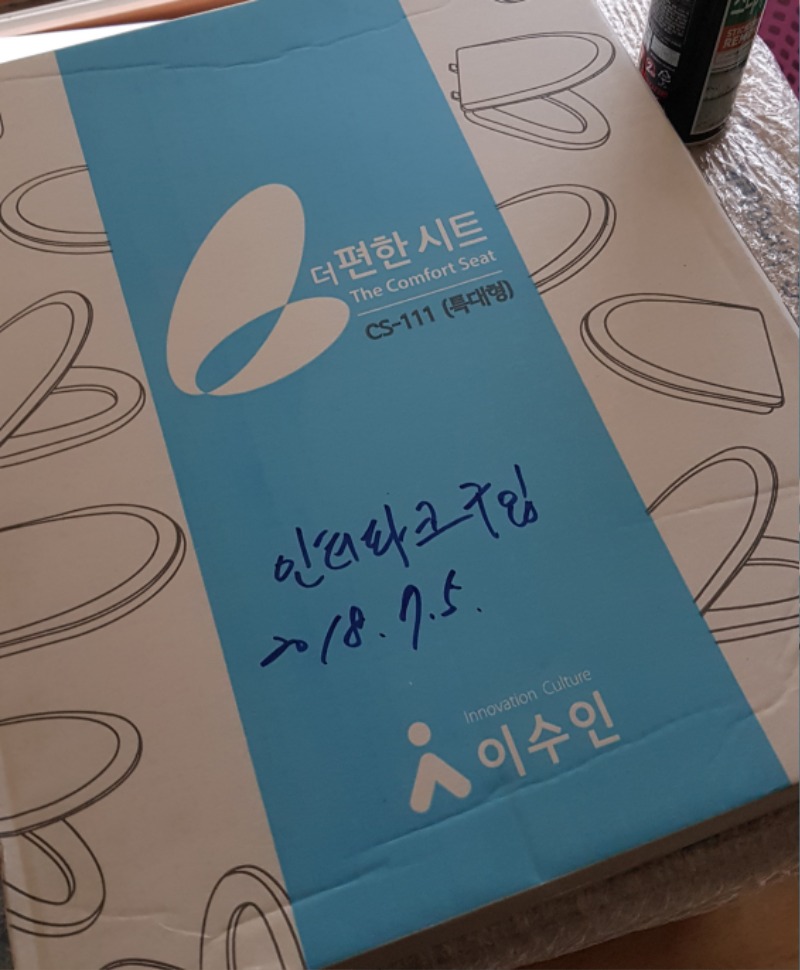 더편한 시트
The Comfort Seat
CS-111 (특대형)
인터파크구입
2018.7.5.
Innovation Culture
이수인